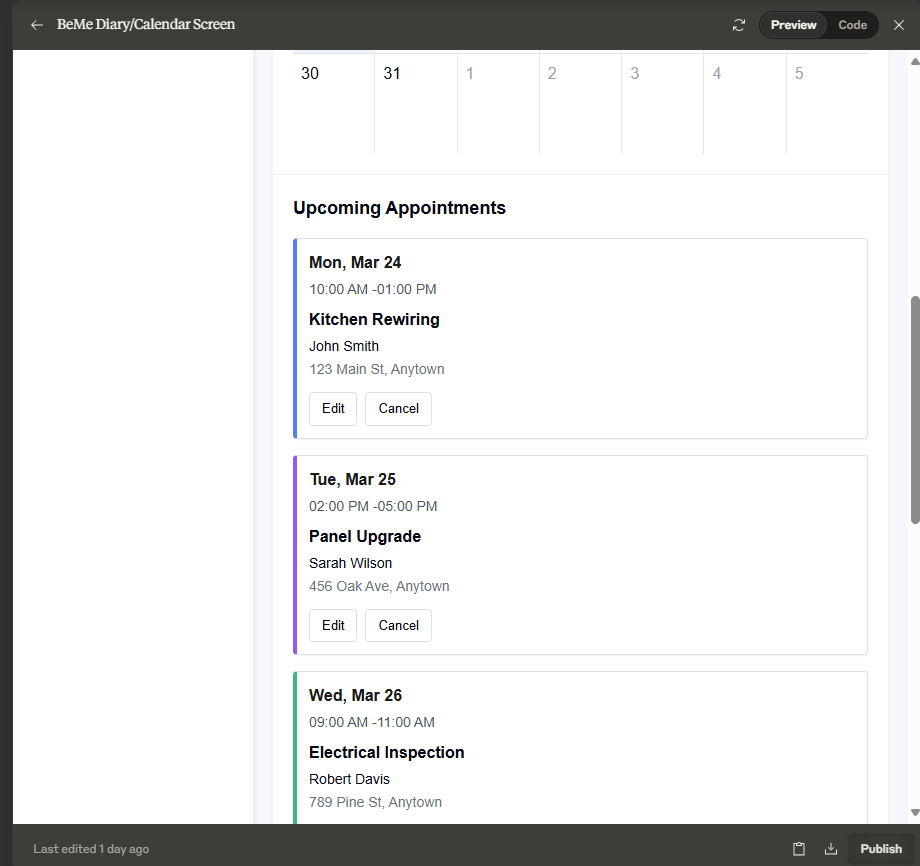 BeMe Diary/Calendar Screen
Preview
Code
30 31 1 2 3 4 5
Upcoming Appointments
Mon, Mar 24
10:00 AM -01:00 PM
Kitchen Rewiring
John Smith
123 Main St, Anytown
Edit Cancel
Tue, Mar 25
02:00 PM -05:00 PM
Panel Upgrade
Sarah Wilson
456 Oak Ave, Anytown
Edit Cancel
Wed, Mar 26
09:00 AM -11:00 AM
Electrical Inspection
Robert Davis
789 Pine St, Anytown
Last edited 1 day ago
Publish